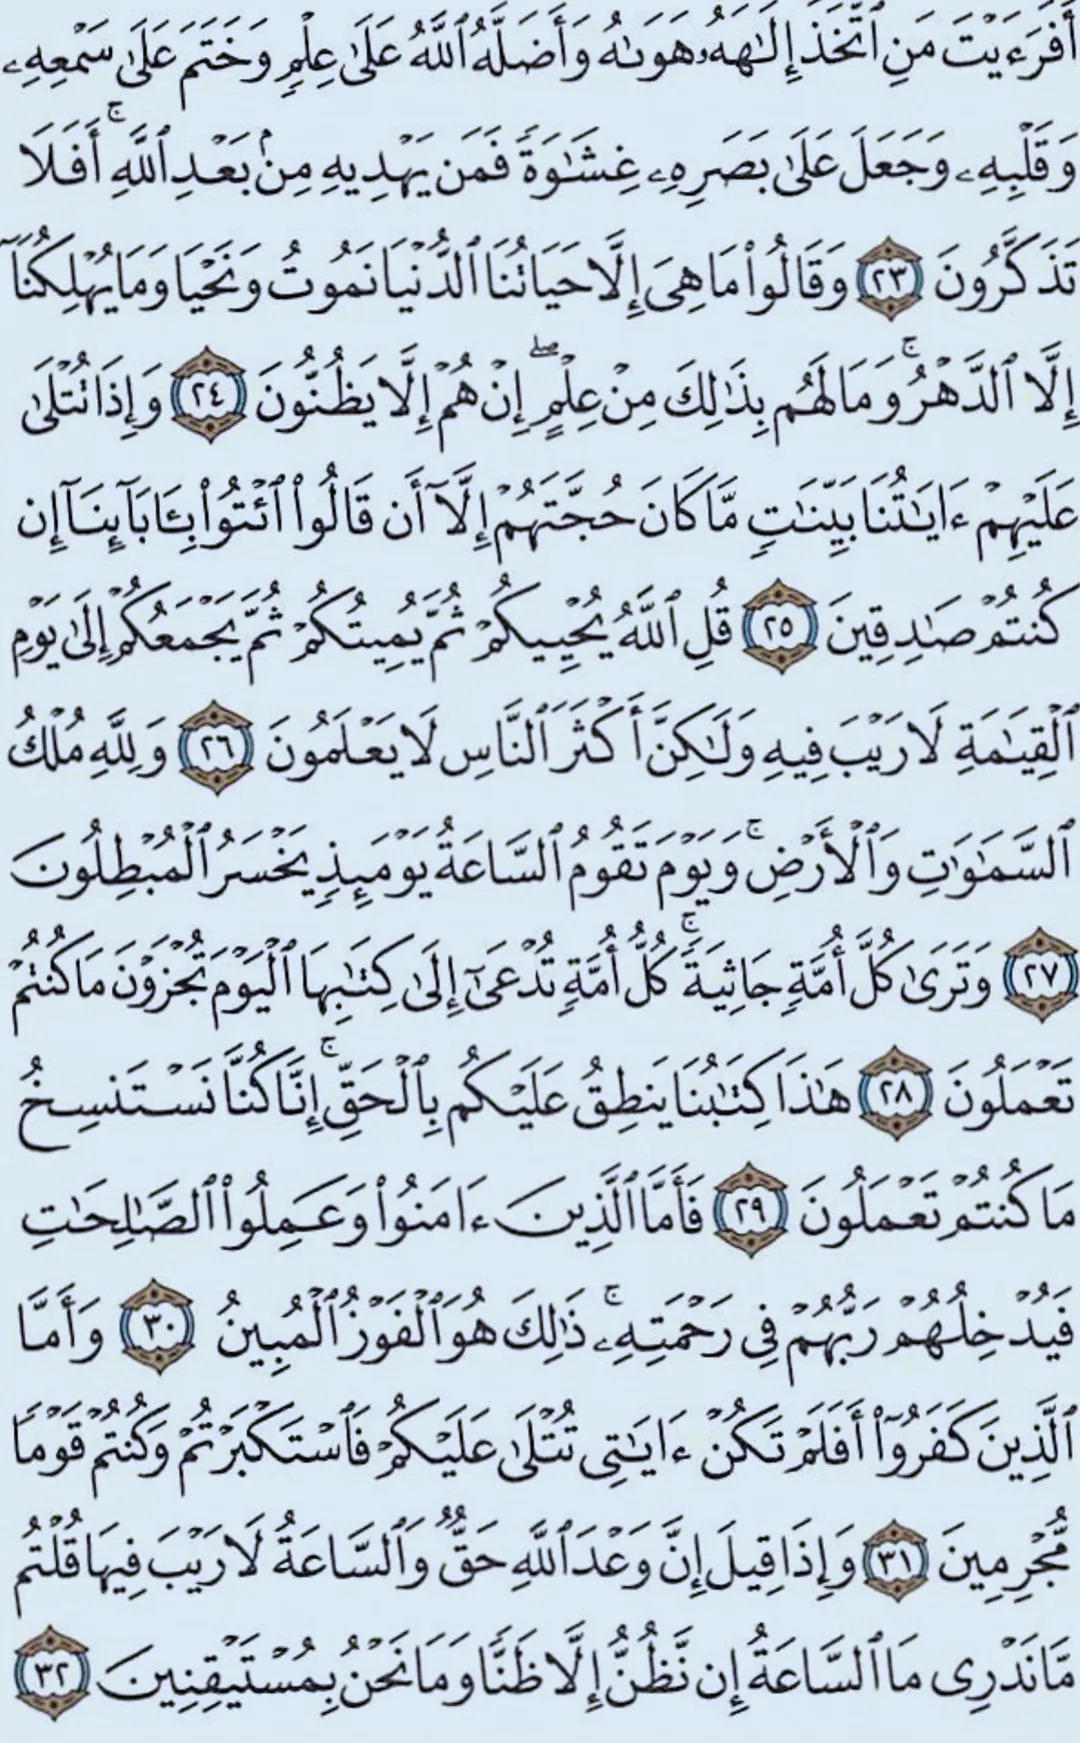 أَفَرَءَيْتَ مَنِ ٱتَّخَذَ إِلَٰهَهُۥ هَوَىٰهُ وَأَضَلَّهُ ٱللَّهُ عَلَىٰ عِلْمٍ وَخَتَمَ عَلَىٰ سَمْعِهِۦ
وَقَلْبِهِۦ وَجَعَلَ عَلَىٰ بَصَرِهِۦ غِشَٰوَةً فَمَن يَهْدِيهِ مِنۢ بَعْدِ ٱللَّهِ ۚ أَفَلَا
تَذَكَّرُونَ ٢٣ وَقَالُوا۟ مَا هِىَ إِلَّا حَيَاتُنَا ٱلدُّنْيَا نَمُوتُ وَنَحْيَا وَمَا يُهْلِكُنَآ
إِلَّا ٱلدَّهْرُ ۚ وَمَا لَهُم بِذَٰلِكَ مِنْ عِلْمٍ ۖ إِنْ هُمْ إِلَّا يَظُنُّونَ ٢٤ وَإِذَا تُتْلَىٰ
عَلَيْهِمْ ءَايَٰتُنَا بَيِّنَٰتٍ مَّا كَانَ حُجَّتَهُمْ إِلَّآ أَن قَالُوا۟ ٱئْتُوا۟ بِـَٔابَآئِنَآ إِن
كُنتُمْ صَٰدِقِينَ ٢٥ قُلِ ٱللَّهُ يُحْيِيكُمْ ثُمَّ يُمِيتُكُمْ ثُمَّ يَجْمَعُكُمْ إِلَىٰ يَوْمِ
ٱلْقِيَٰمَةِ لَا رَيْبَ فِيهِ وَلَٰكِنَّ أَكْثَرَ ٱلنَّاسِ لَا يَعْلَمُونَ ٢٦ وَلِلَّهِ مُلْكُ
ٱلسَّمَٰوَٰتِ وَٱلْأَرْضِ ۚ وَيَوْمَ تَقُومُ ٱلسَّاعَةُ يَوْمَئِذٍ يَخْسَرُ ٱلْمُبْطِلُونَ
٢٧ وَتَرَىٰ كُلَّ أُمَّةٍ جَاثِيَةً ۚ كُلُّ أُمَّةٍ تُدْعَىٰٓ إِلَىٰ كِتَٰبِهَا ٱلْيَوْمَ تُجْزَوْنَ مَا كُنتُمْ
تَعْمَلُونَ ٢٨ هَٰذَا كِتَٰبُنَا يَنطِقُ عَلَيْكُم بِٱلْحَقِّ ۚ إِنَّا كُنَّا نَسْتَنسِخُ
مَا كُنتُمْ تَعْمَلُونَ ٢٩ فَأَمَّا ٱلَّذِينَ ءَامَنُوا۟ وَعَمِلُوا۟ ٱلصَّٰلِحَٰتِ
فَيُدْخِلُهُمْ رَبُّهُمْ فِى رَحْمَتِهِۦ ۚ ذَٰلِكَ هُوَ ٱلْفَوْزُ ٱلْمُبِينُ ٣٠ وَأَمَّا
ٱلَّذِينَ كَفَرُوٓا۟ أَفَلَمْ تَكُنْ ءَايَٰتِى تُتْلَىٰ عَلَيْكُمْ فَٱسْتَكْبَرْتُمْ وَكُنتُمْ قَوْمًا
مُّجْرِمِينَ ٣١ وَإِذَا قِيلَ إِنَّ وَعْدَ ٱللَّهِ حَقٌّ وَٱلسَّاعَةُ لَا رَيْبَ فِيهَا قُلْتُم
مَّا نَدْرِى مَا ٱلسَّاعَةُ إِن نَّظُنُّ إِلَّا ظَنًّا وَمَا نَحْنُ بِمُسْتَيْقِنِينَ ٣٢